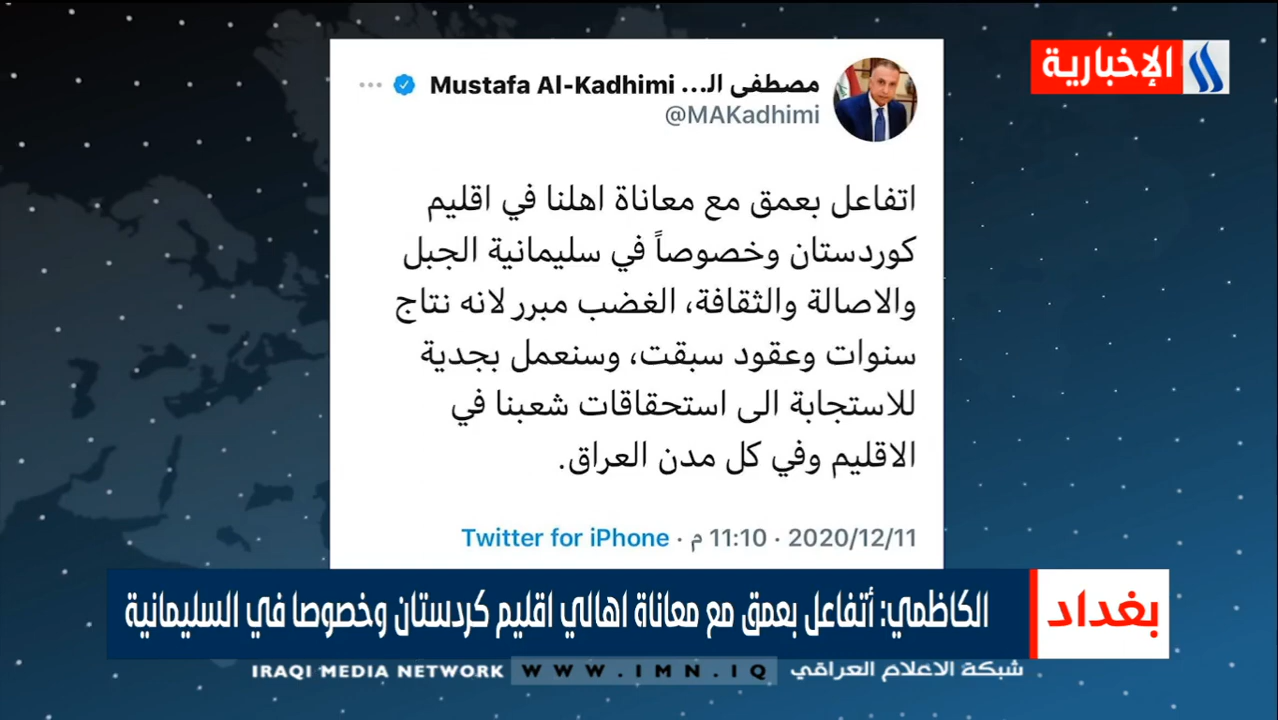 الإخبارية
مصطفى الـ... Mustafa Al-Kadhimi
@MAKadhimi
اتفاعل بعمق مع معاناة اهلنا في اقليم
كوردستان وخصوصاً في سليمانية الجبل
والاصالة والثقافة، الغضب مبرر لانه نتاج
سنوات وعقود سبقت، وسنعمل بجدية
للاستجابة الى استحقاقات شعبنا في
الاقليم وفي كل مدن العراق.
2020/12/11 · 11:10 م · Twitter for iPhone
بغداد
الكاظمي: أتفاعل بعمق مع معاناة اهالي اقليم كردستان وخصوصا في السليمانية
شبكة الاعلام العراقي WWW.IMN.IQ IRAQI MEDIA NETWORK